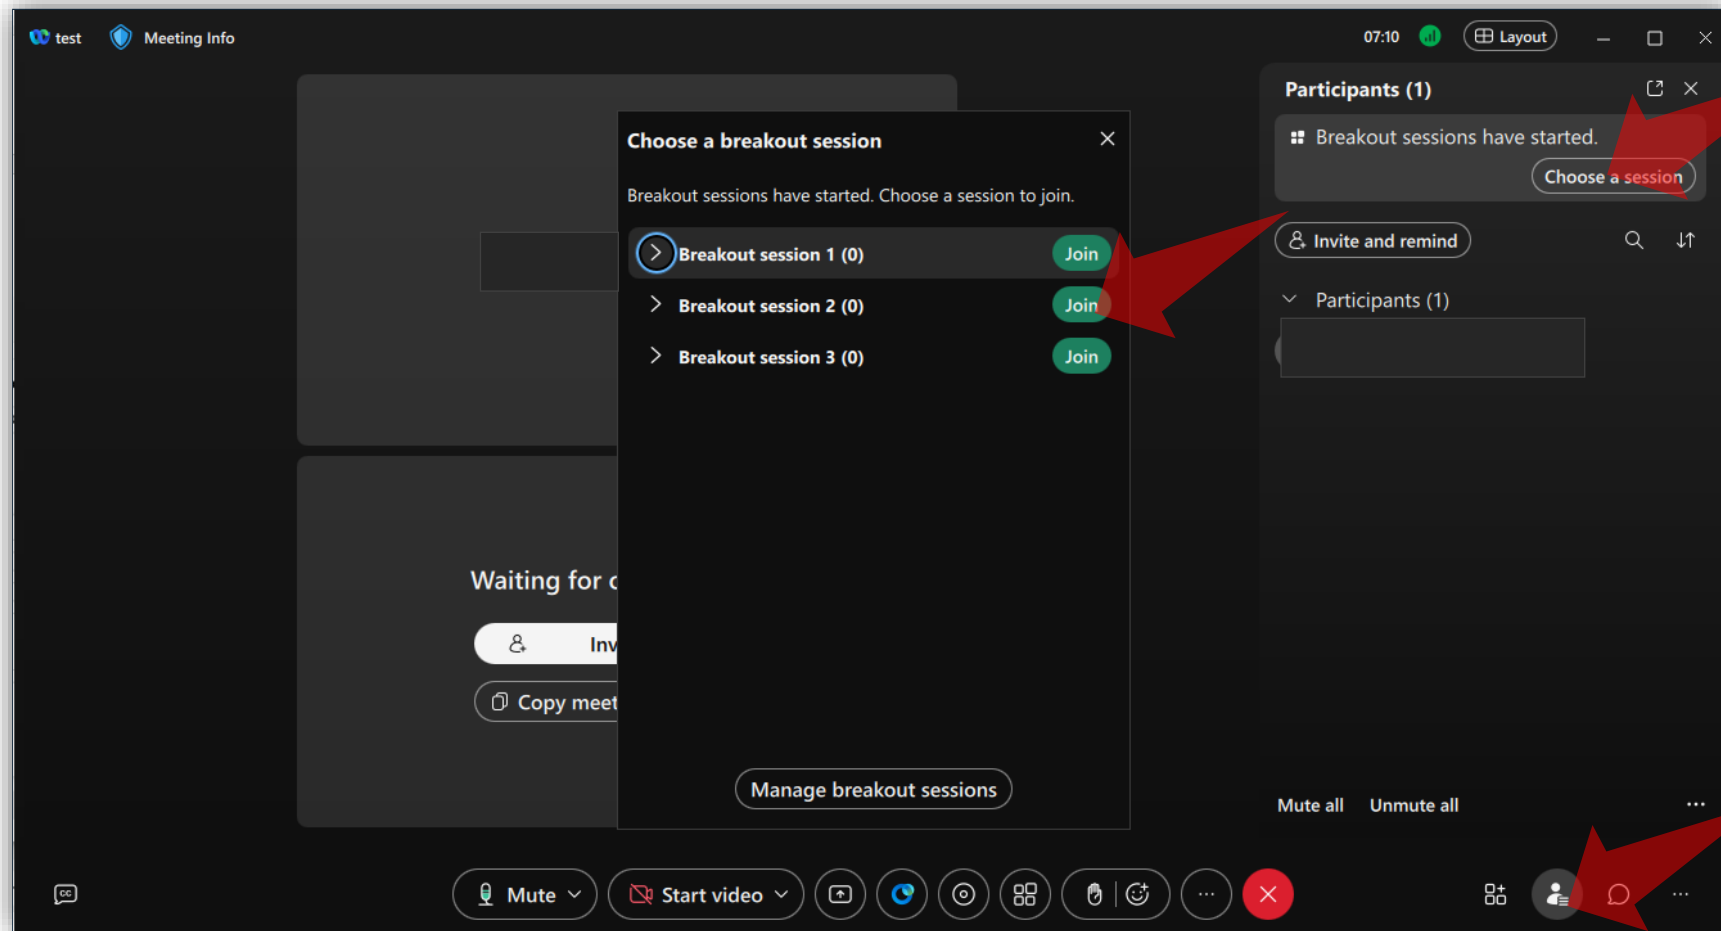 test
Meeting Info
07:10
Layout
Participants (1)
Breakout sessions have started.
Choose a session
Invite and remind
Participants (1)
Choose a breakout session
Breakout sessions have started. Choose a session to join.
Breakout session 1 (0) Join
Breakout session 2 (0) Join
Breakout session 3 (0) Join
Waiting for
Copy
Manage breakout sessions
Mute all Unmute all
CC
Mute
Start video